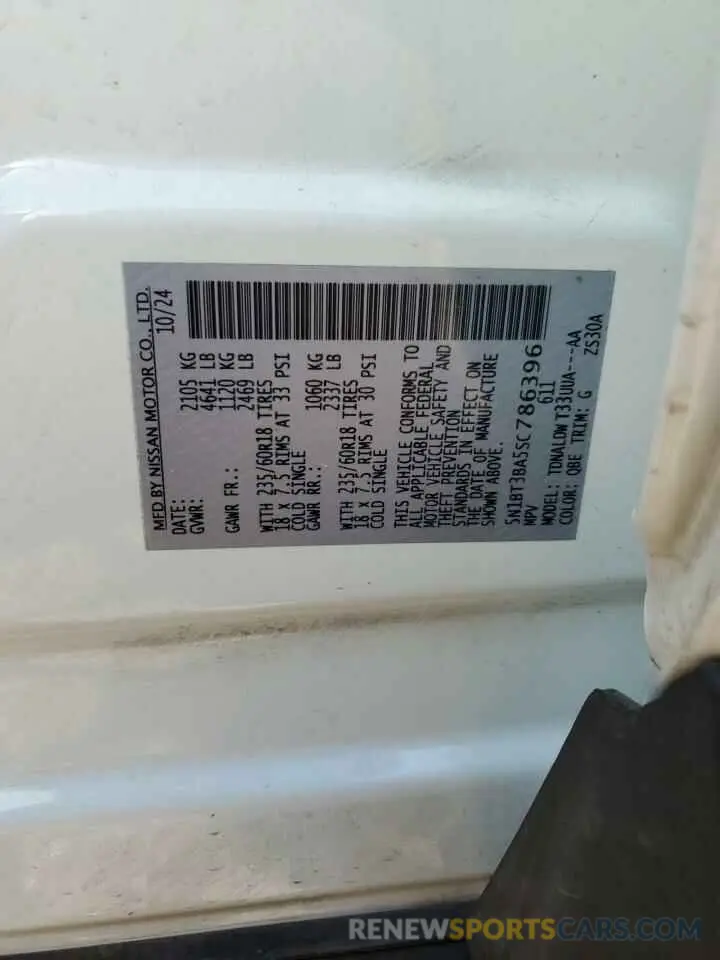 MFD BY NISSAN MOTOR CO., LTD.
DATE: 10/24
GVWR: 2105 KG
4641 LB
GAWR FR.: 1120 KG
2469 LB
WITH 235/60R18 TIRES
18 x 7.5 RIMS AT 33 PSI
COLD SINGLE
GAWR RR.: 1060 KG
2337 LB
WITH 235/60R18 TIRES
18 x 7.5 RIMS AT 30 PSI
COLD SINGLE
THIS VEHICLE CONFORMS TO
ALL APPLICABLE FEDERAL
MOTOR VEHICLE SAFETY AND
THEFT PREVENTION
STANDARDS IN EFFECT ON
THE DATE OF MANUFACTURE
SHOWN ABOVE.
5N1BT3BA5SC786396
MPV 611
MODEL: TDNALDW T33UUA---AA
COLOR: QBE TRIM: G ZS30A
RENEWSPORTSCARS.COM